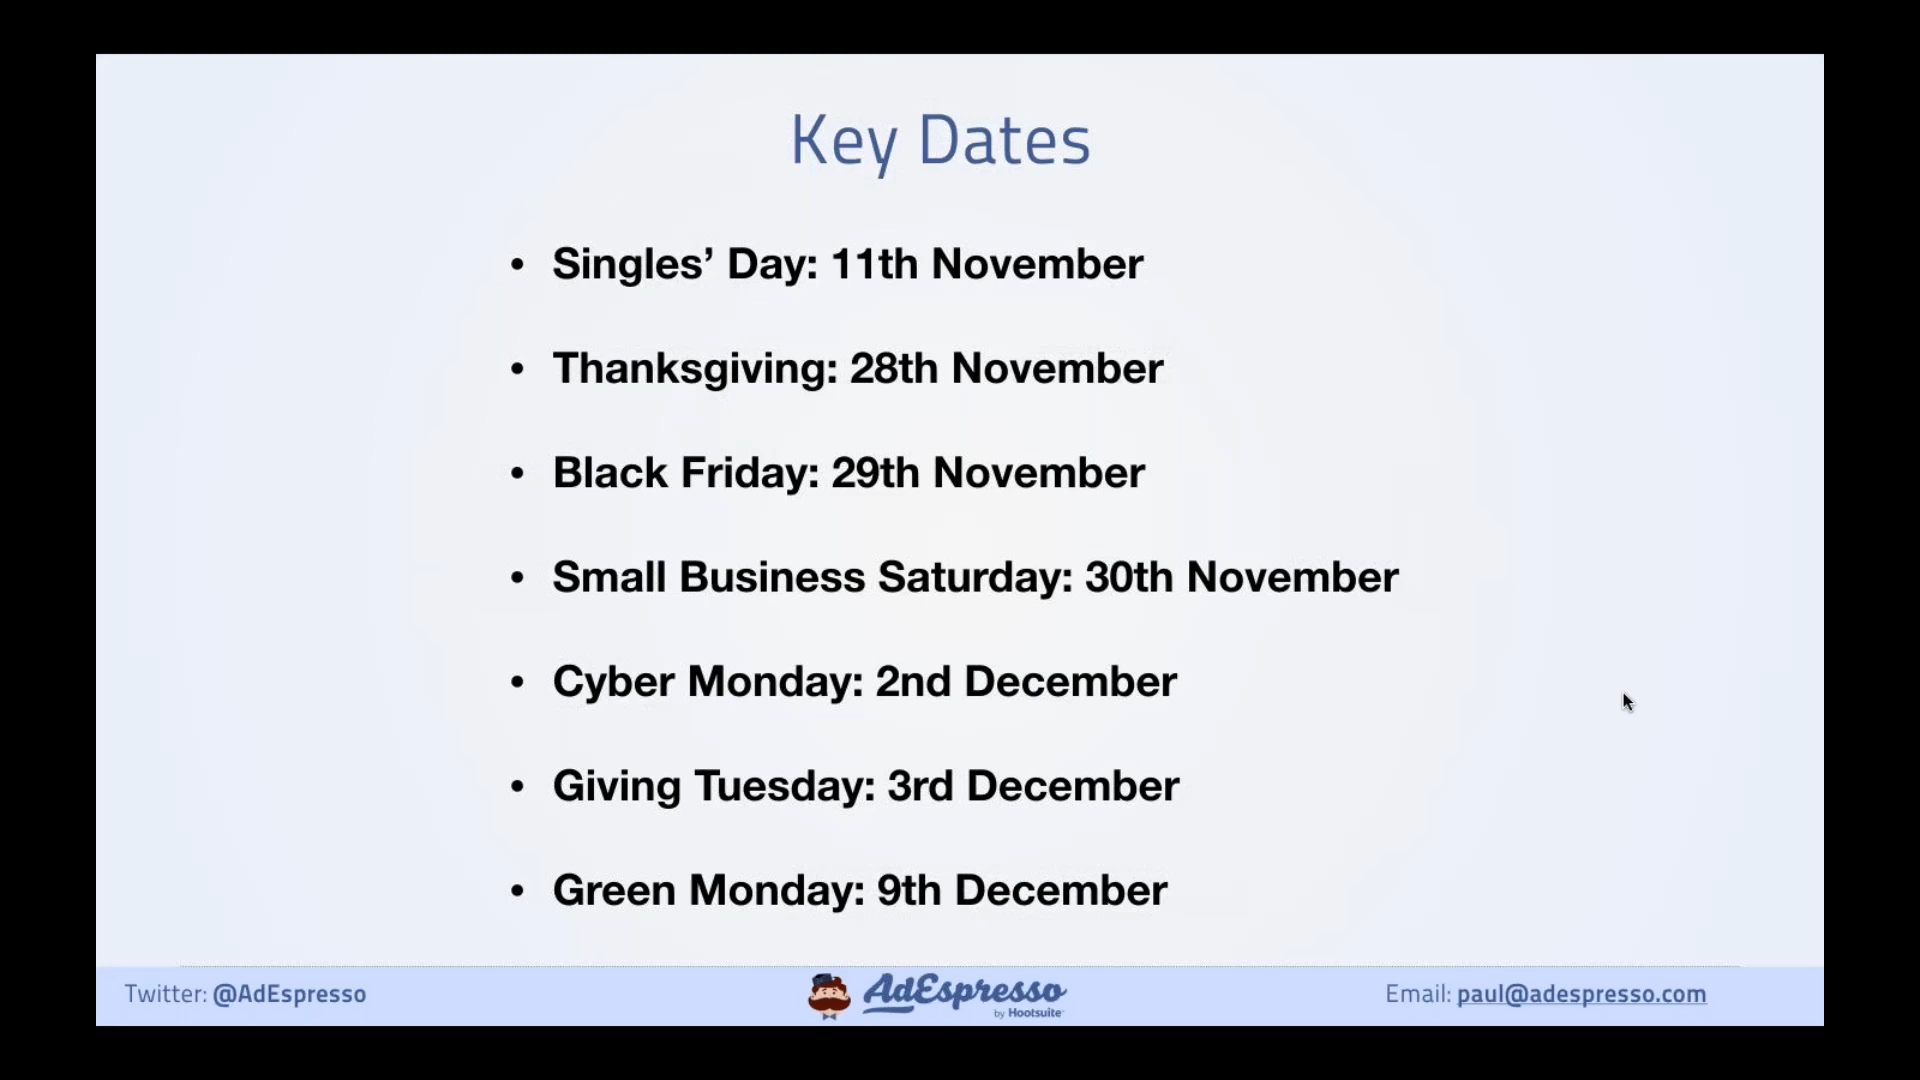 Key Dates
• Singles’ Day: 11th November
• Thanksgiving: 28th November
• Black Friday: 29th November
• Small Business Saturday: 30th November
• Cyber Monday: 2nd December
• Giving Tuesday: 3rd December
• Green Monday: 9th December
Twitter: @AdEspresso
AdEspresso
by Hootsuite
Email: paul@adespresso.com